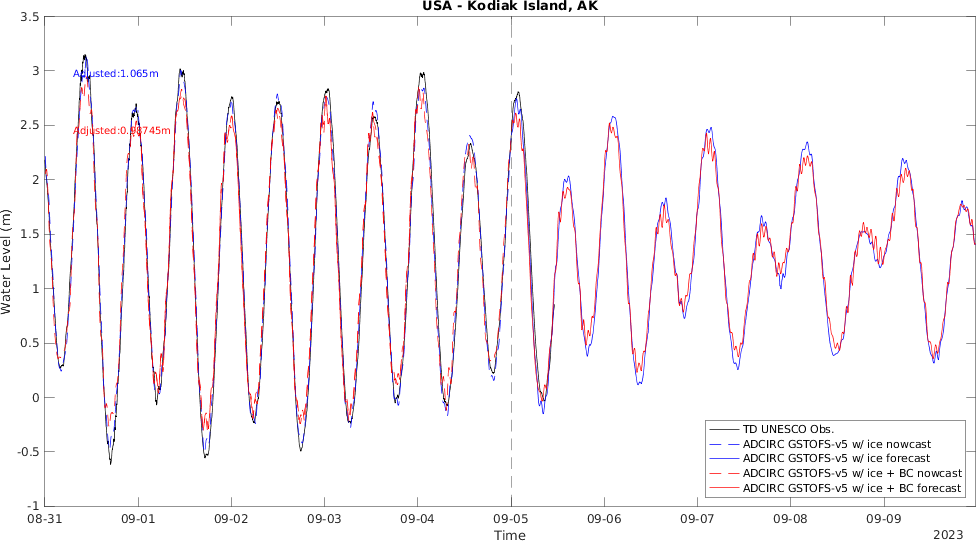 USA - Kodiak Island, AK
3.5
3
2.5
2
1.5
1
0.5
0
-0.5
-1
Water Level (m)
Adjusted:1.065m
Adjusted:0.98745m
TD UNESCO Obs.
ADCIRC GSTOFS-v5 w/ ice nowcast
ADCIRC GSTOFS-v5 w/ ice forecast
ADCIRC GSTOFS-v5 w/ ice + BC nowcast
ADCIRC GSTOFS-v5 w/ ice + BC forecast
08-31 09-01 09-02 09-03 09-04 09-05 09-06 09-07 09-08 09-09
Time
2023